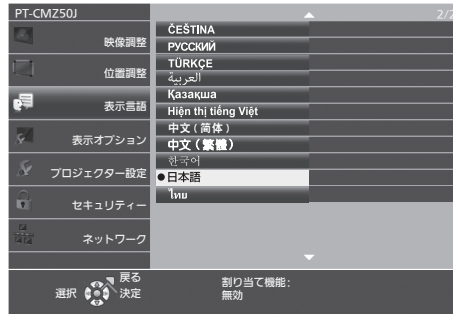 PT-CMZ50J
2/2
映像調整
位置調整
表示言語
表示オプション
プロジェクター設定
セキュリティー
ネットワーク
ČEŠTINA
РУССКИЙ
TÜRKÇE
العربية
Қазақша
Hiện thị tiếng Việt
中文(简体)
中文(繁體)
한국어
●日本語
ไทย
戻る
選択 決定
割り当て機能:
無効